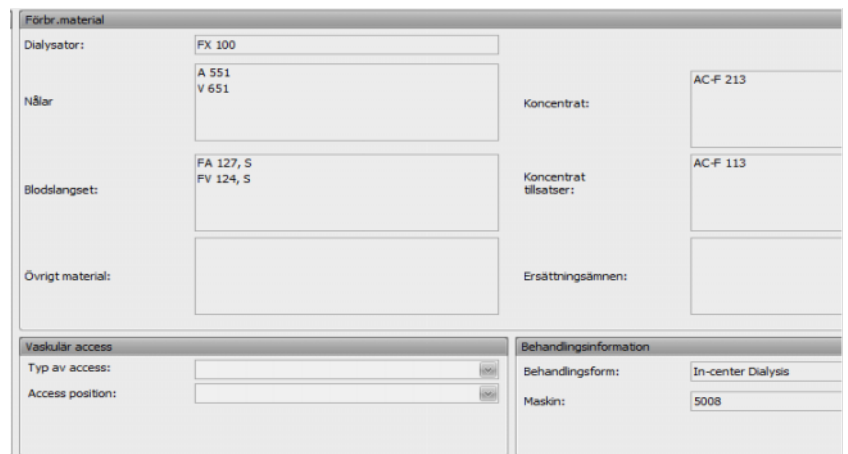 Förbr.material
Dialysator:
FX 100
Nålar
A 551
V 651
Koncentrat:
AC-F 213
Blodslangset:
FA 127, S
FV 124, S
Koncentrat
tillsatser:
AC-F 113
Övrigt material:
Ersättningsämnen:
Vaskulär access
Typ av access:
Access position:
Behandlingsinformation
Behandlingsform:
In-center Dialysis
Maskin:
5008